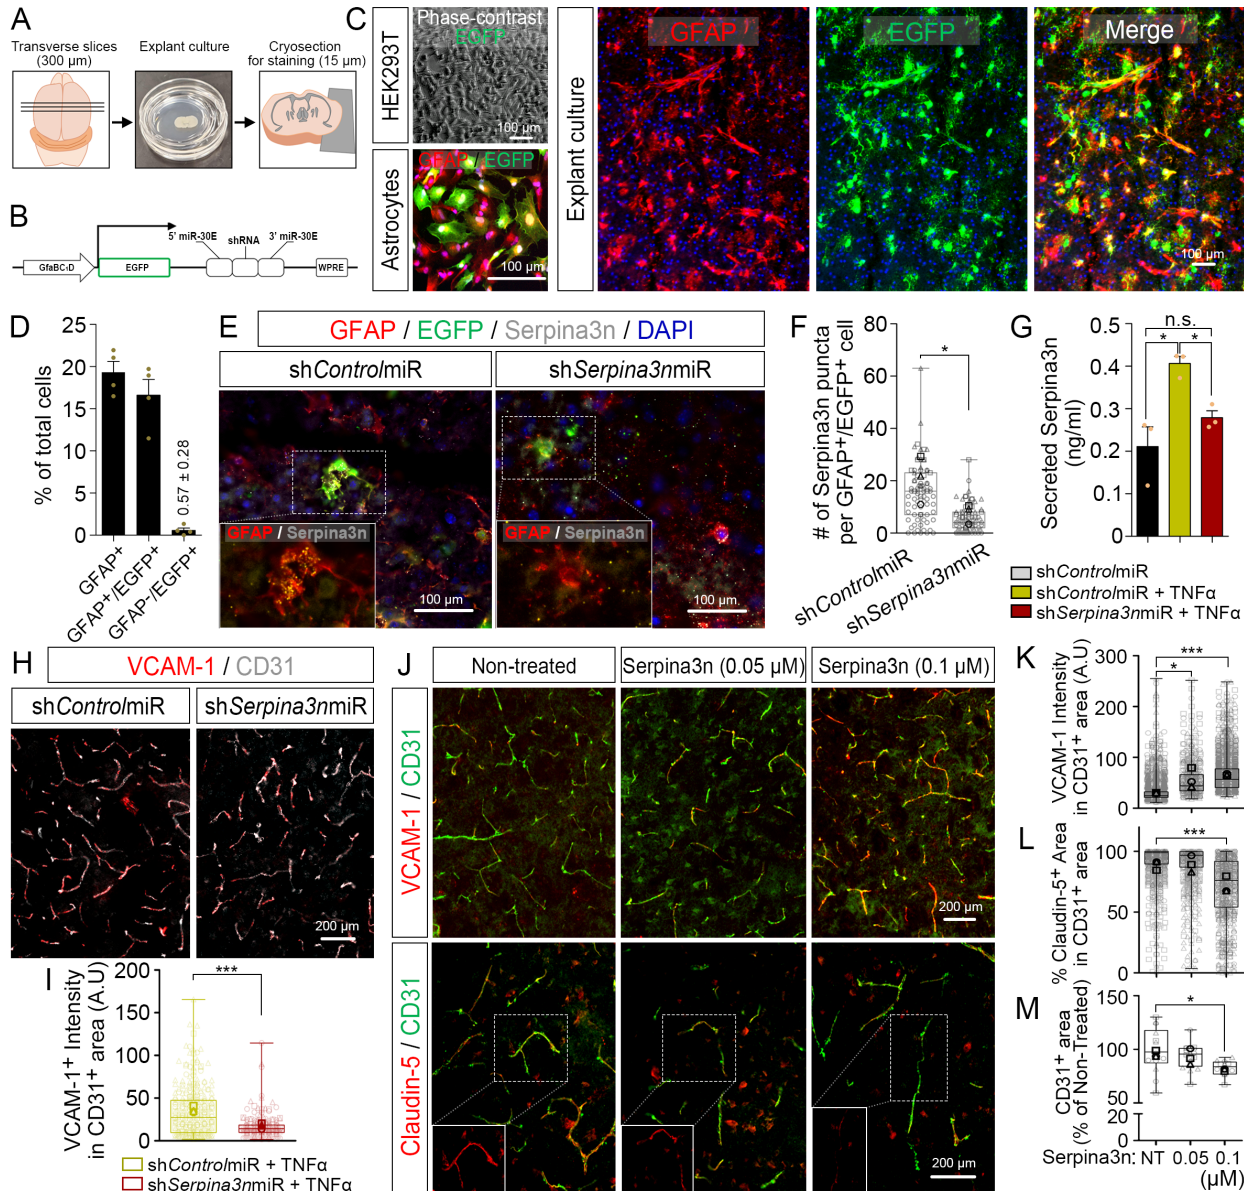 A
Transverse slices
(300 µm)
Explant culture
Cryosection
for staining (15 µm)
B
GfaBC₁D
EGFP
5' miR-30E
shRNA
3' miR-30E
WPRE
C
HEK293T
Phase-contrast
EGFP
100 µm
Astrocytes
GFAP / EGFP
100 µm
Explant culture
GFAP
EGFP
Merge
100 µm
D
% of total cells
25
20
15
10
5
0
0.57 ± 0.28
GFAP⁺
GFAP⁺/EGFP⁺
GFAP⁻/EGFP⁺
E
GFAP / EGFP / Serpina3n / DAPI
shControlmiR
shSerpina3nmiR
GFAP / Serpina3n
100 µm
GFAP / Serpina3n
100 µm
F
# of Serpina3n puncta
per GFAP⁺/EGFP⁺ cell
80
60
40
20
0
*
shControlmiR
shSerpina3nmiR
G
Secreted Serpina3n
(ng/ml)
0.5
0.4
0.3
0.2
0.1
0
n.s.
* *
shControlmiR
shControlmiR + TNFα
shSerpina3nmiR + TNFα
H
VCAM-1 / CD31
shControlmiR
shSerpina3nmiR
200 µm
I
VCAM-1⁺ Intensity
in CD31⁺ area (A.U)
200
150
100
50
0
***
shControlmiR + TNFα
shSerpina3nmiR + TNFα
J
Non-treated
Serpina3n (0.05 µM)
Serpina3n (0.1 µM)
VCAM-1 / CD31
200 µm
Claudin-5 / CD31
200 µm
K
VCAM-1 Intensity
in CD31⁺ area (A.U)
300
200
100
0
***
*
L
% Claudin-5⁺ Area
in CD31⁺ area
100
50
0
***
M
CD31⁺ area
(% of Non-Treated)
150
100
50
20
0
*
Serpina3n: NT 0.05 0.1
(µM)